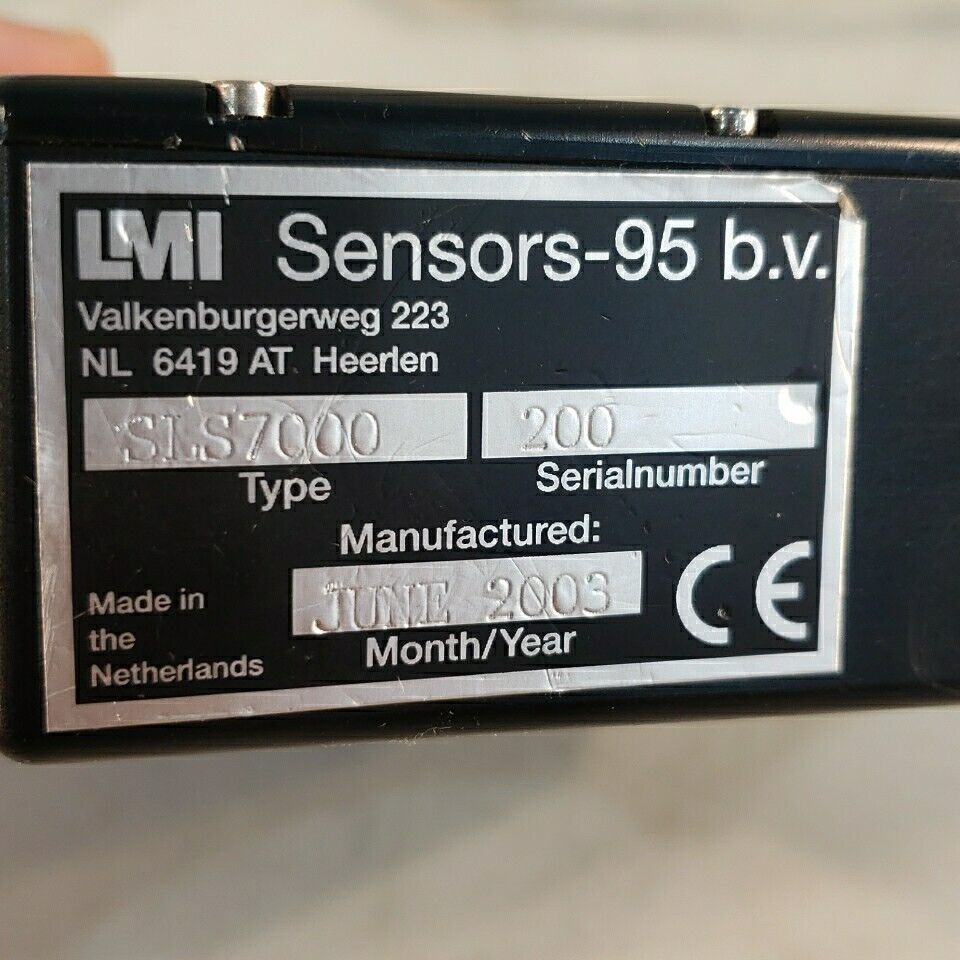 LMI Sensors-95 b.v.
Valkenburgerweg 223
NL 6419 AT Heerlen
SLS7000 200
Type Serialnumber
Manufactured:
JUNE 2003
Month/Year
Made in
the
Netherlands
CE